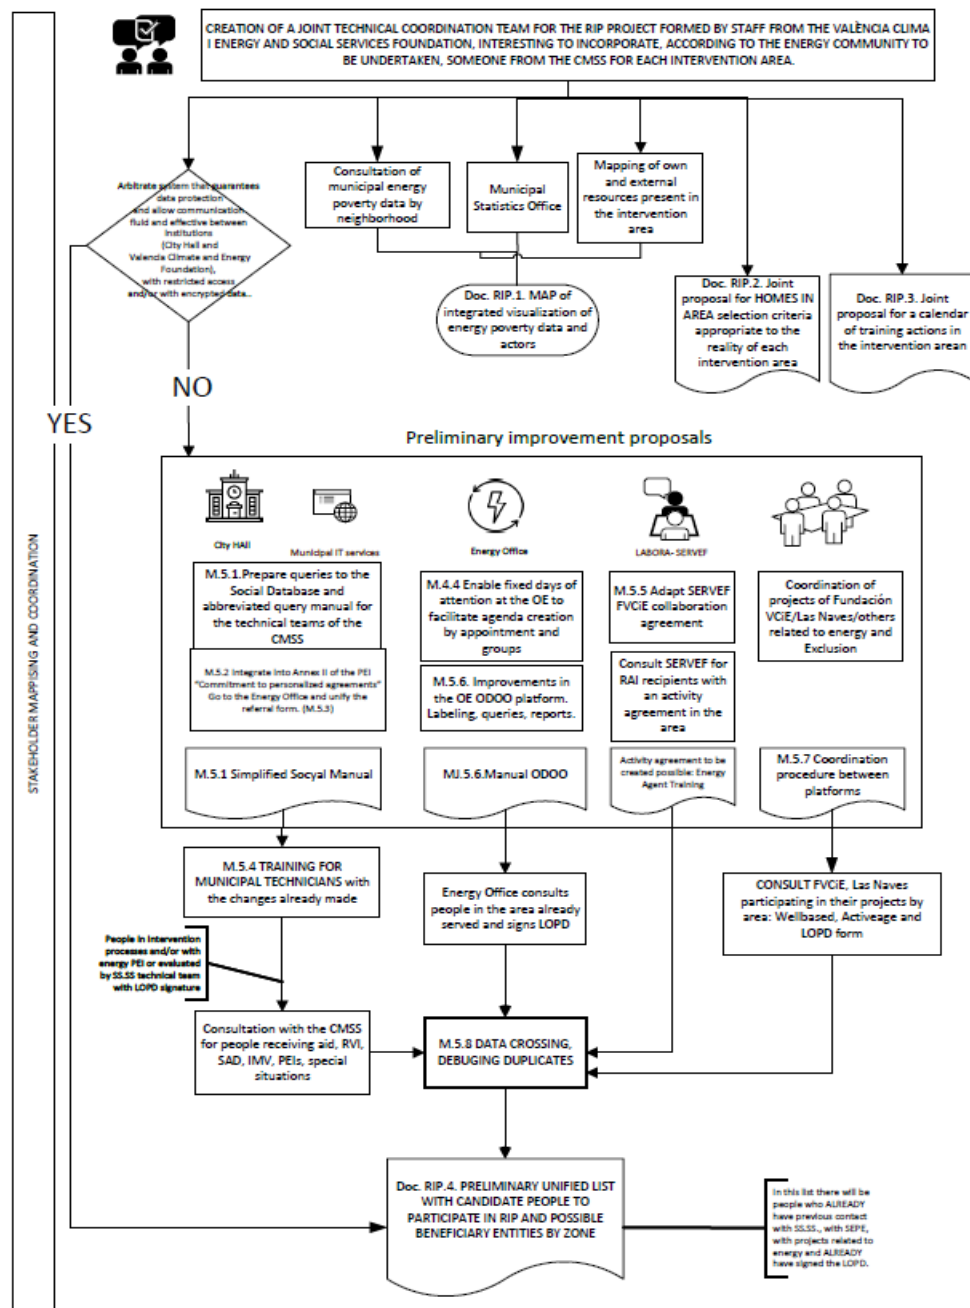 CREATION OF A JOINT TECHNICAL COORDINATION TEAM FOR THE RIP PROJECT FORMED BY STAFF FROM THE VALÈNCIA CLIMA
I ENERGY AND SOCIAL SERVICES FOUNDATION, INTERESTING TO INCORPORATE, ACCORDING TO THE ENERGY COMMUNITY TO
BE UNDERTAKEN, SOMEONE FROM THE CMSS FOR EACH INTERVENTION AREA.
Arbitrate system that guarantees
data protection
and allow communication
fluid and effective between
institutions
(City Hall and
Valencia Climate and Energy
Foundation),
with restricted access
and/or with encrypted data...
Consultation of
municipal energy
poverty data by
neighborhood
Municipal
Statistics Office
Mapping of own
and external
resources present
in the intervention
area
Doc. RIP.1. MAP of
integrated visualization of
energy poverty data and
actors
Doc. RIP.2. Joint
proposal for HOMES IN
AREA selection criteria
appropriate to the
reality of each
intervention area
Doc. RIP.3. Joint
proposal for a calendar
of training actions in
the intervention arean
NO
YES
STAKEHOLDER MAPPISING AND COORDINATION
Preliminary improvement proposals
City HAll
Municipal IT services
Energy Office
LABORA- SERVEF
M.5.1.Prepare queries to the
Social Database and
abbreviated query manual for
the technical teams of the
CMSS
M.5.2 Integrate into Annex II of the PEI
"Commitment to personalized agreements"
Go to the Energy Office and unify the
referral form. (M.5.3)
M.5.1 Simplified Socyal Manual
M.4.4 Enable fixed days of
attention at the OE to
facilitate agenda creation
by appointment and
groups
M.5.6. Improvements in
the OE ODOO platform.
Labeling, queries, reports.
MJ.5.6.Manual ODOO
M.5.5 Adapt SERVEF
FVCiE collaboration
agreement
Consult SERVEF for
RAI recipients with
an activity
agreement in the
area
Activity agreement to be
created possible: Energy
Agent Training
Coordination of
projects of Fundación
VCiE/Las Naves/others
related to energy and
Exclusion
M.5.7 Coordination
procedure between
platforms
M.5.4 TRAINING FOR
MUNICIPAL TECHNICIANS with
the changes already made
Energy Office consults
people in the area already
served and signs LOPD
CONSULT FVCiE, Las Naves
participating in their projects by
area: Wellbased, Activeage and
LOPD form
People in intervention
processes and/or with
energy PEI or evaluated
by SS.SS technical team
with LOPD signature
Consultation with the CMSS
for people receiving aid, RVI,
SAD, IMV, PEIs, special
situations
M.5.8 DATA CROSSING,
DEBUGING DUPLICATES
Doc. RIP.4. PRELIMINARY UNIFIED LIST
WITH CANDIDATE PEOPLE TO
PARTICIPATE IN RIP AND POSSIBLE
BENEFICIARY ENTITIES BY ZONE
In this list there will be
people who ALREADY
have previous contact
with SS.SS., with SEPE,
with projects related to
energy and ALREADY
have signed the LOPD.